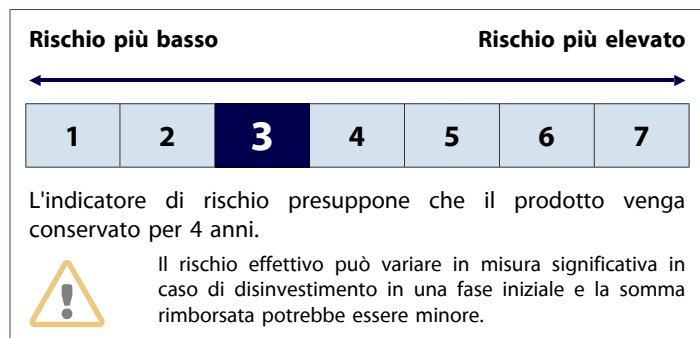 Rischio più basso Rischio più elevato
1 2 3 4 5 6 7
L'indicatore di rischio presuppone che il prodotto venga
conservato per 4 anni.
Il rischio effettivo può variare in misura significativa in
caso di disinvestimento in una fase iniziale e la somma
rimborsata potrebbe essere minore.